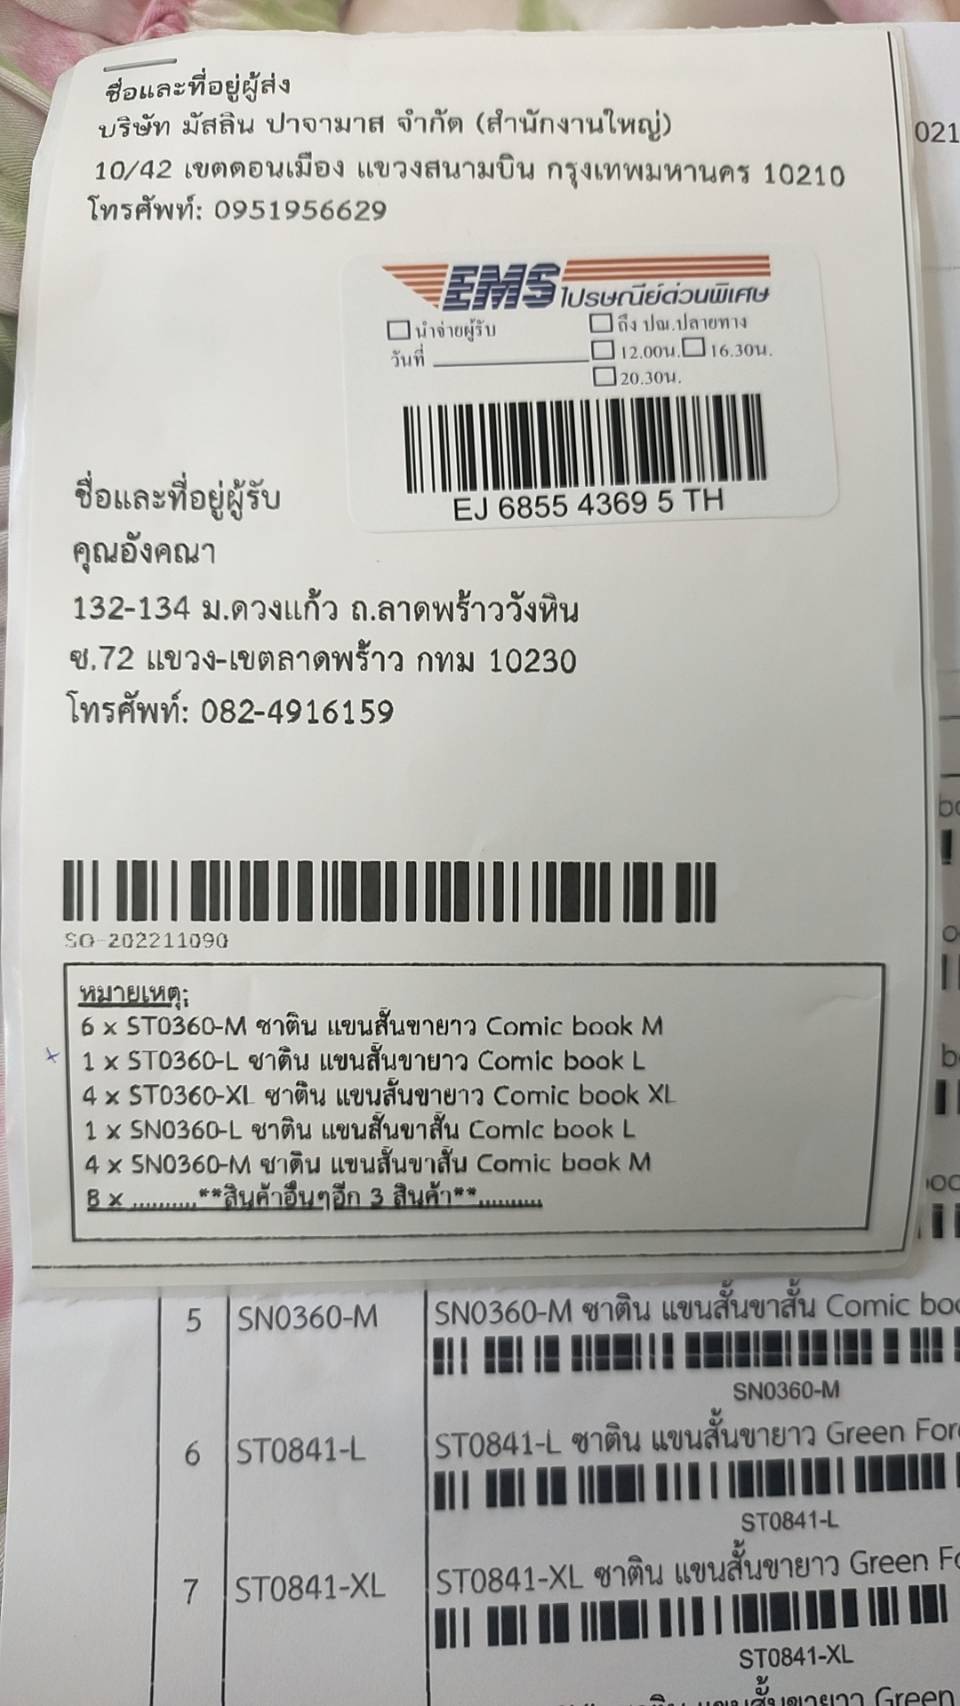 ชื่อและที่อยู่ผู้ส่ง
บริษัท มัสลิน ปาจามาส จำกัด (สำนักงานใหญ่)
10/42 เขตดอนเมือง แขวงสนามบิน กรุงเทพมหานคร 10210
โทรศัพท์: 0951956629
021
EMS ไปรษณีย์ด่วนพิเศษ
นำจ่ายผู้รับ ถึง ปณ.ปลายทาง
วันที่ 12.00น. 16.30น.
20.30น.
EJ 6855 4369 5 TH
ชื่อและที่อยู่ผู้รับ
คุณอังคณา
132-134 ม.ดวงแก้ว ถ.ลาดพร้าววังหิน
ซ.72 แขวง-เขตลาดพร้าว กทม 10230
โทรศัพท์: 082-4916159
SO-202211090
หมายเหตุ:
6 x ST0360-M ซาติน แขนสั้นขายาว Comic book M
1 x ST0360-L ซาติน แขนสั้นขายาว Comic book L
4 x ST0360-XL ซาติน แขนสั้นขายาว Comic book XL
1 x SN0360-L ซาติน แขนสั้นขาสั้น Comic book L
4 x SN0360-M ซาติน แขนสั้นขาสั้น Comic book M
8 x ..........**สินค้าอื่นๆอีก 3 สินค้า**..........
5 SN0360-M SN0360-M ซาติน แขนสั้นขาสั้น Comic boo
SN0360-M
6 ST0841-L ST0841-L ซาติน แขนสั้นขายาว Green For
ST0841-L
7 ST0841-XL ST0841-XL ซาติน แขนสั้นขายาว Green Fo
ST0841-XL
แขนสั้นขายาว Green